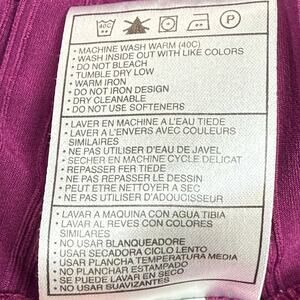 40C
P
• MACHINE WASH WARM (40C)
• WASH INSIDE OUT WITH LIKE COLORS
• DO NOT BLEACH
• TUMBLE DRY LOW
• WARM IRON
• DO NOT IRON DESIGN
• DRY CLEANABLE
• DO NOT USE SOFTENERS
• LAVER EN MACHINE A L'EAU TIEDE
• LAVER A L'ENVERS AVEC COULEURS
SIMILAIRES
• NE PAS UTILISER D'EAU DE JAVEL
• SECHER EN MACHINE CYCLE DELICAT
• REPASSER FER TIEDE
• NE PAS REPASSER LE DESSIN
• PEUT ÊTRE NETTOYER A SEC
• NE PAS UTILISER D'ADOUCISSEUR
• LAVAR A MAQUINA CON AGUA TIBIA
• LAVAR AL REVES CON COLORES
SIMILARES
• NO USAR BLANQUEADORE
• USAR SECADORA CICLO LENTO
• USAR PLANCHA TEMPERATURA MEDIA
• NO PLANCHAR ESTAMPADO
• SE PUEDE LAVAR EN SECO
• NO USAR SUAVIZANTES